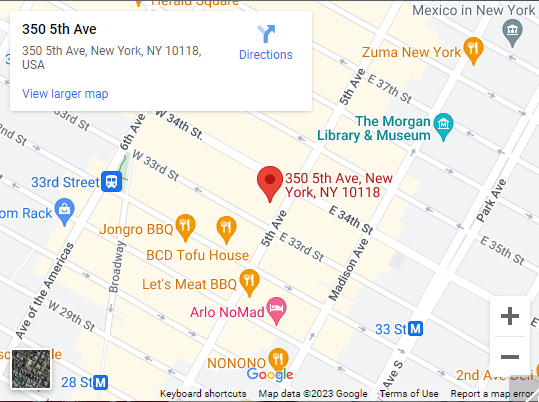 Herald Square
Mexico in New York
350 5th Ave
350 5th Ave, New York, NY 10118,
USA
Directions
View larger map
Zuma New York
E 37th St
5th Ave
The Morgan
Library & Museum
6th Ave
W 34th St.
W 33rd St
33rd Street
350 5th Ave, New
York, NY 10118
om Rack
Jongro BBQ
BCD Tofu House
5th Ave
E 34th St
E 33rd St
Park Ave
E 35th St
Broadway
Madison Ave
Let's Meat BBQ
Ave of the Americas
W 29th St
Arlo NoMad
33 St
M
NONONO
Google
28 St
M
Ave S
2nd Ave Deli
Keyboard shortcuts
Map data ©2023 Google
Terms of Use
Report a map error